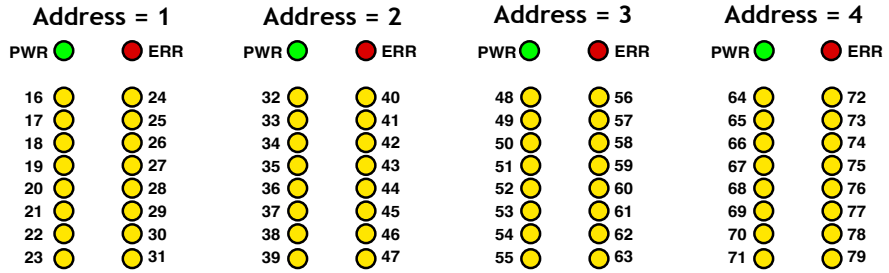 Address = 1 Address = 2 Address = 3 Address = 4
PWR ERR PWR ERR PWR ERR PWR ERR
16 24 32 40 48 56 64 72
17 25 33 41 49 57 65 73
18 26 34 42 50 58 66 74
19 27 35 43 51 59 67 75
20 28 36 44 52 60 68 76
21 29 37 45 53 61 69 77
22 30 38 46 54 62 70 78
23 31 39 47 55 63 71 79